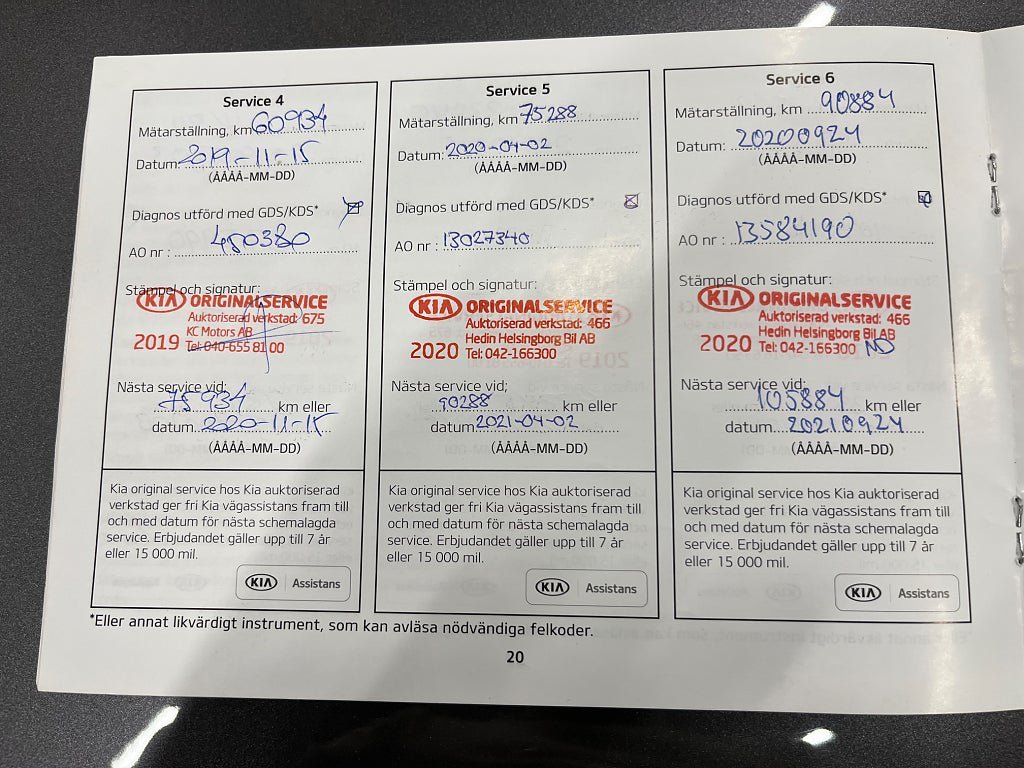 Service 4
Mätarställning, km 60934
Datum: 2019-11-15
(ÅÅÅÅ-MM-DD)
Diagnos utförd med GDS/KDS*
AO nr : 450380
Stämpel och signatur:
KIA ORIGINALSERVICE
Auktoriserad verkstad: 675
KC Motors AB
2019 Tel: 040-655 81 00
Nästa service vid:
75934 km eller
datum. 2020-11-15
(ÅÅÅÅ-MM-DD)
Kia original service hos Kia auktoriserad
verkstad ger fri Kia vägassistans fram till
och med datum för nästa schemalagda
service. Erbjudandet gäller upp till 7 år
eller 15 000 mil.
KIA Assistans
Service 5
Mätarställning, km 75288
Datum: 2020-04-02
(ÅÅÅÅ-MM-DD)
Diagnos utförd med GDS/KDS*
AO nr : 13027340
Stämpel och signatur:
KIA ORIGINALSERVICE
Auktoriserad verkstad: 466
Hedin Helsingborg Bil AB
2020 Tel: 042-166300
Nästa service vid;
90288 km eller
datum 2021-04-02
(ÅÅÅÅ-MM-DD)
Kia original service hos Kia auktoriserad
verkstad ger fri Kia vägassistans fram till
och med datum för nästa schemalagda
service. Erbjudandet gäller upp till 7 år
eller 15 000 mil.
KIA Assistans
Service 6
Mätarställning, km 90884
Datum: 20200924
(ÅÅÅÅ-MM-DD)
Diagnos utförd med GDS/KDS*
AO nr : 13584190
Stämpel och signatur:
KIA ORIGINALSERVICE
Auktoriserad verkstad: 466
Hedin Helsingborg Bil AB
2020 Tel: 042-166300
Nästa service vid:
105884 km eller
datum. 20210924
(ÅÅÅÅ-MM-DD)
Kia original service hos Kia auktoriserad
verkstad ger fri Kia vägassistans fram till
och med datum för nästa schemalagda
service. Erbjudandet gäller upp till 7 år
eller 15 000 mil.
KIA Assistans
*Eller annat likvärdigt instrument, som kan avläsa nödvändiga felkoder.
20